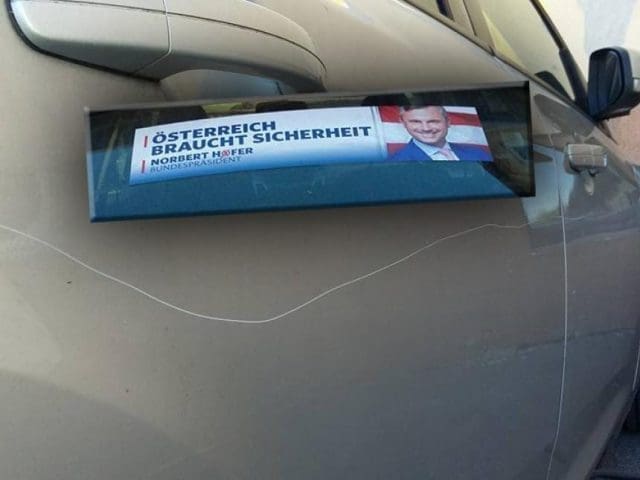 ÖSTERREICH
BRAUCHT SICHERHEIT
NORBERT HOFER
BUNDESPRÄSIDENT